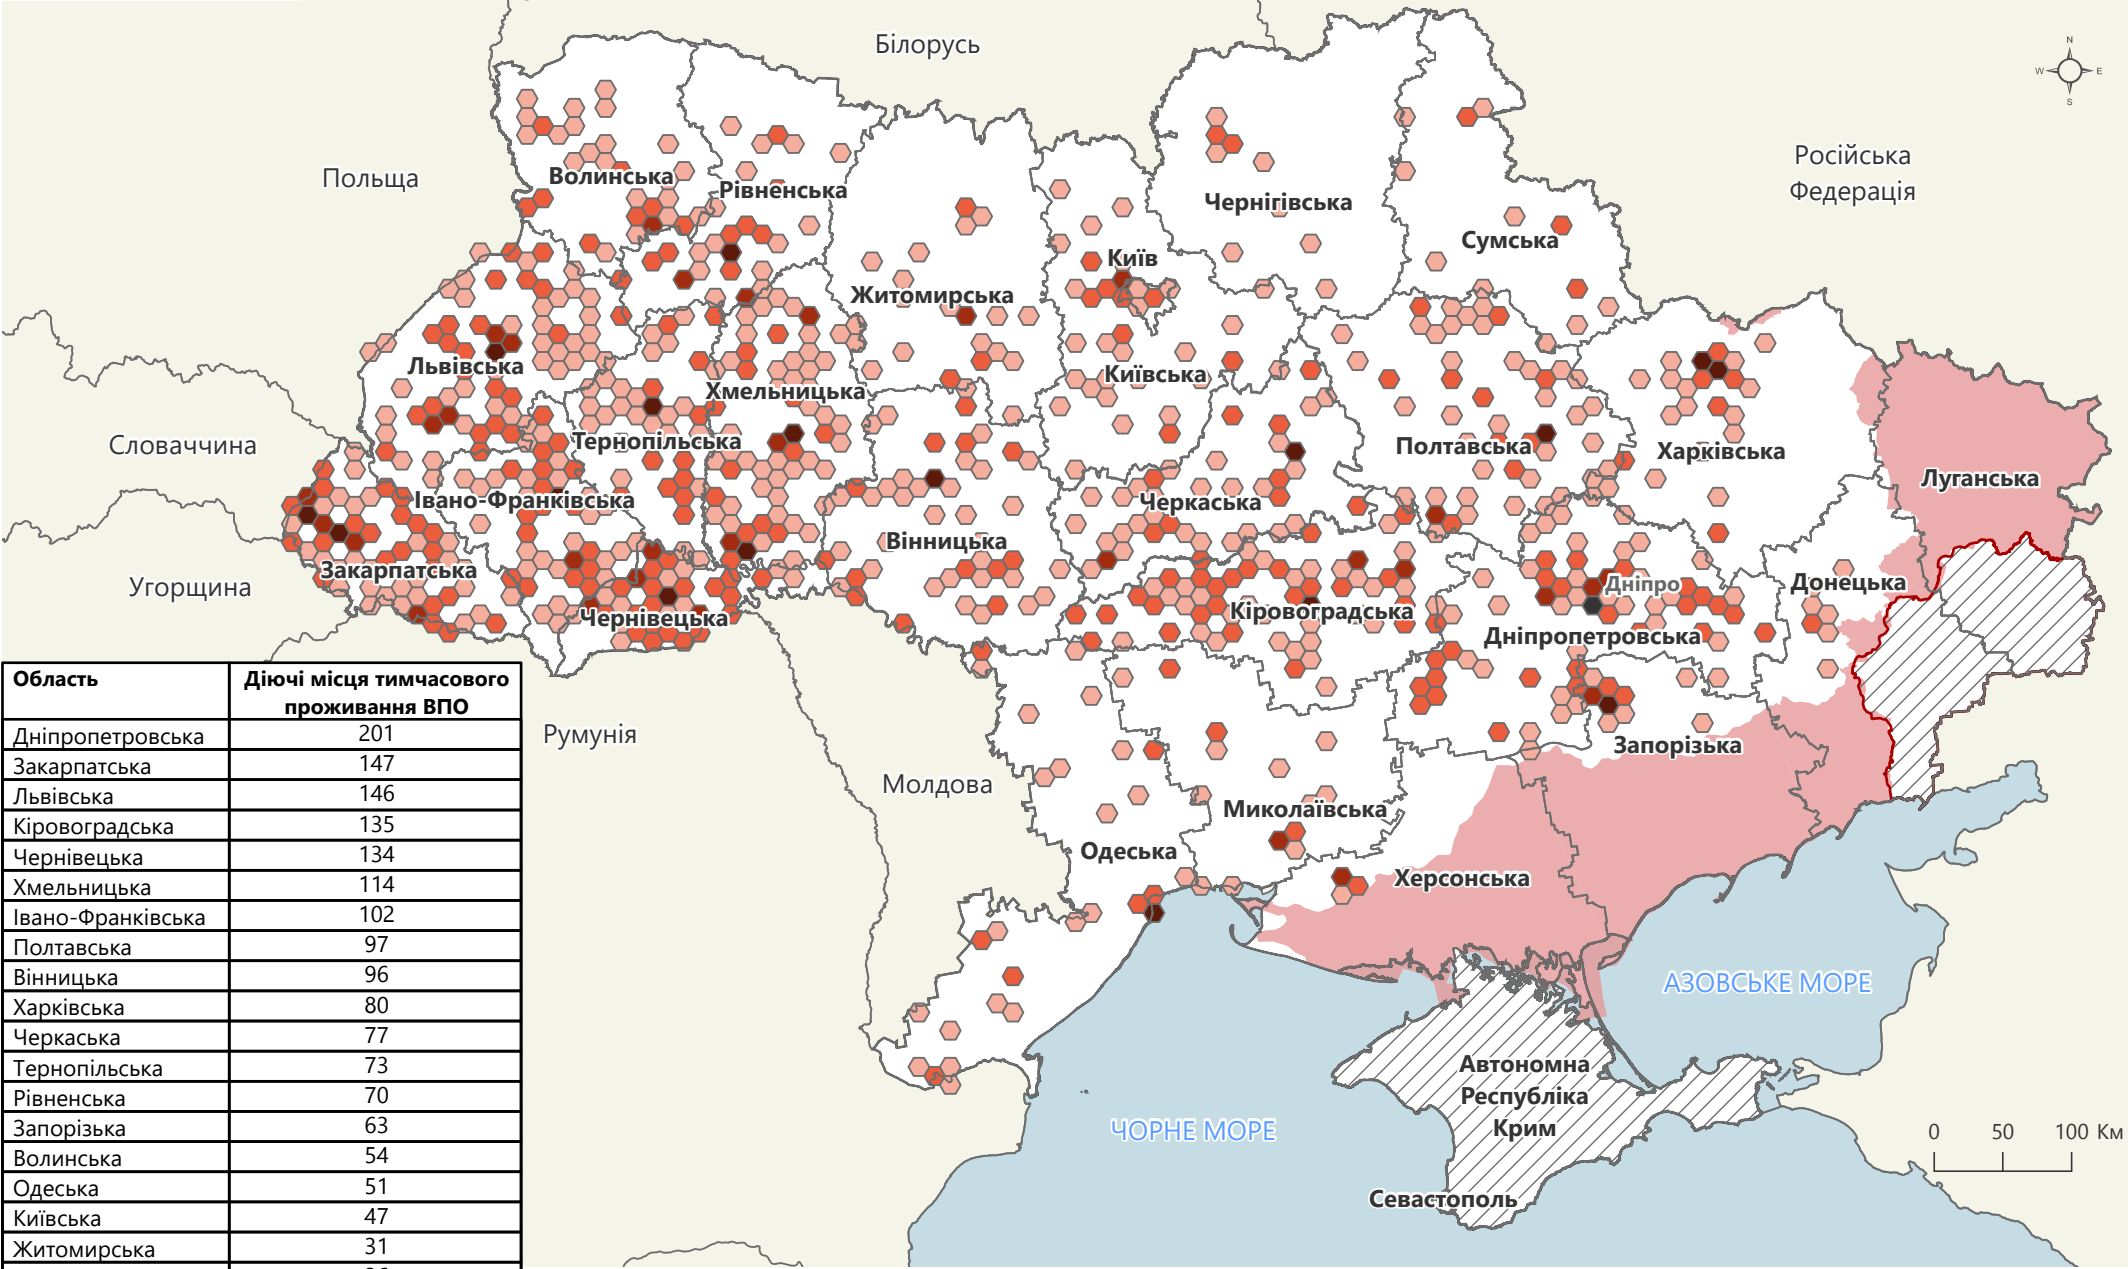 Білорусь
N
W E
S
Польща
Російська
Федерація
Волинська
Рівненська
Чернігівська
Сумська
Київ
Житомирська
Львівська
Хмельницька
Київська
Словаччина
Тернопільська
Полтавська
Харківська
Луганська
Івано-Франківська
Черкаська
Вінницька
Закарпатська
Угорщина
Дніпро
Донецька
Чернівецька
Кіровоградська
Дніпропетровська
Румунія
Запорізька
Молдова
Миколаївська
Одеська
Херсонська
АЗОВСЬКЕ МОРЕ
Автономна
Республіка
Крим
ЧОРНЕ МОРЕ
Севастополь
0 50 100 Км
Область Діючі місця тимчасового
проживання ВПО
Дніпропетровська 201
Закарпатська 147
Львівська 146
Кіровоградська 135
Чернівецька 134
Хмельницька 114
Івано-Франківська 102
Полтавська 97
Вінницька 96
Харківська 80
Черкаська 77
Тернопільська 73
Рівненська 70
Запорізька 63
Волинська 54
Одеська 51
Київська 47
Житомирська 31